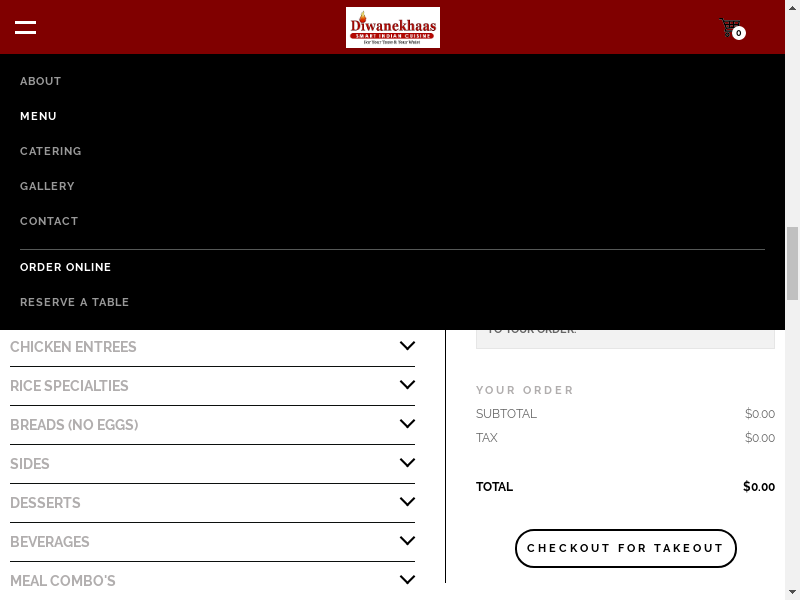 Diwanekhaas
SMART INDIAN CUISINE
For Your Taste & Your Waist
0
ABOUT
MENU
CATERING
GALLERY
CONTACT
ORDER ONLINE
RESERVE A TABLE
TO YOUR ORDER.
CHICKEN ENTREES
RICE SPECIALTIES
BREADS (NO EGGS)
SIDES
DESSERTS
BEVERAGES
MEAL COMBO'S
YOUR ORDER
SUBTOTAL $0.00
TAX $0.00
TOTAL $0.00
CHECKOUT FOR TAKEOUT